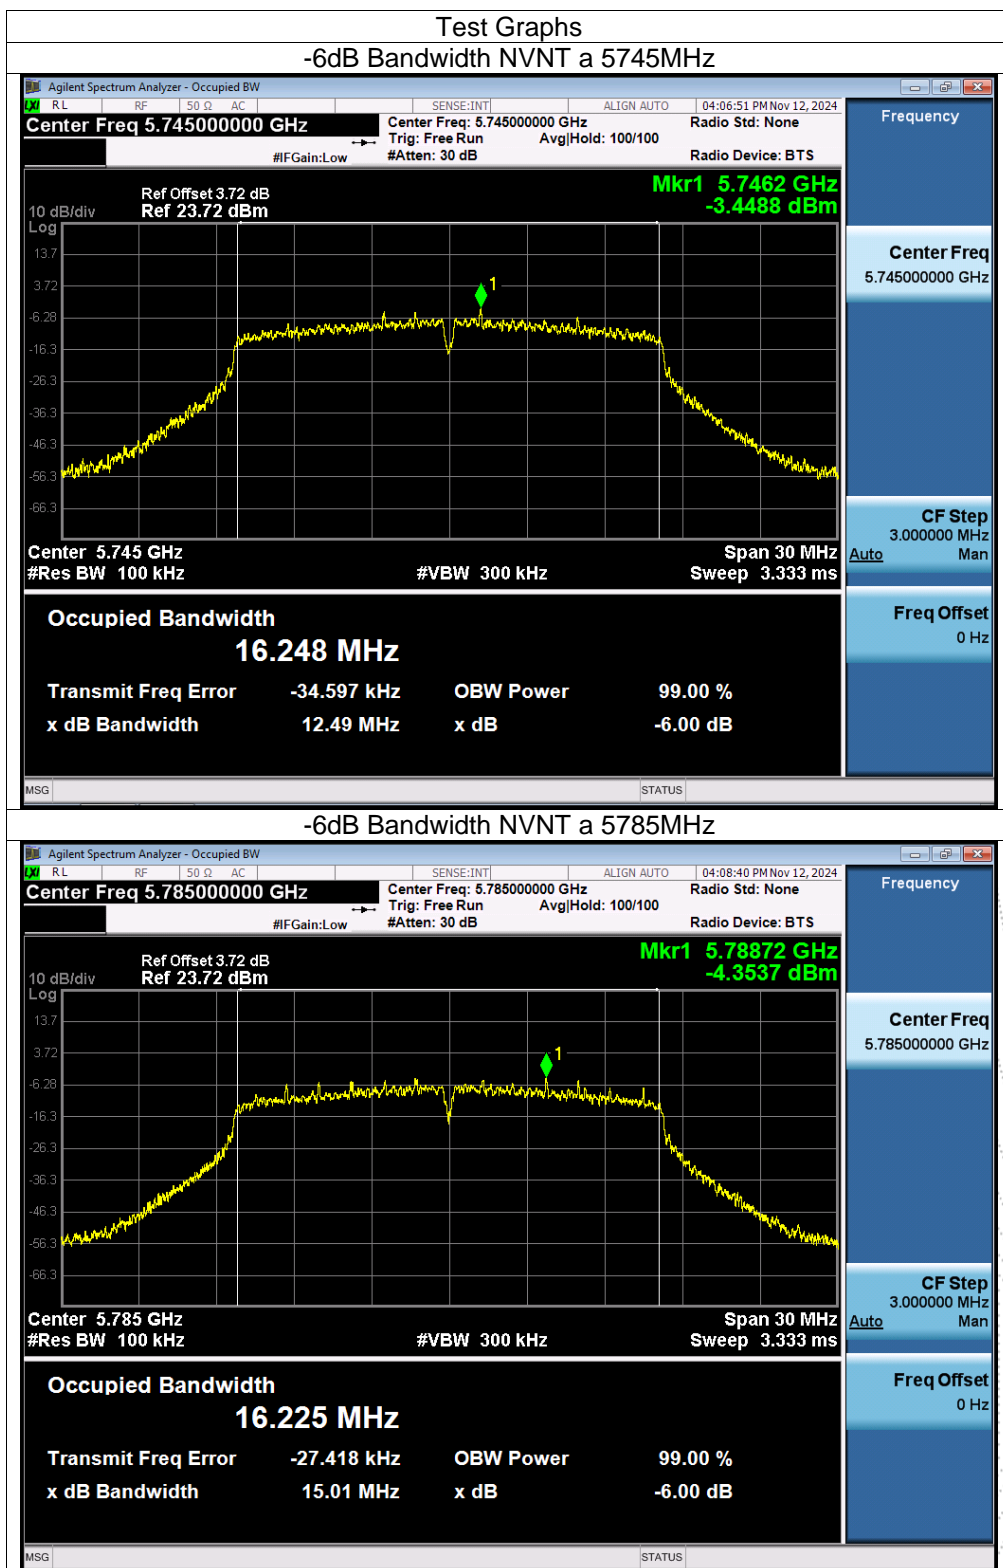 Test Graphs
-6dB Bandwidth NVNT a 5745MHz
Agilent Spectrum Analyzer - Occupied BW
LXI RL RF 50 Ω AC SENSE:INT ALIGN AUTO 04:06:51 PM Nov 12, 2024
Center Freq 5.745000000 GHz
Center Freq: 5.745000000 GHz
Radio Std: None
Trig: Free Run Avg|Hold: 100/100
#IFGain:Low #Atten: 30 dB Radio Device: BTS
Frequency
Mkr1 5.7462 GHz
-3.4488 dBm
Ref Offset 3.72 dB
10 dB/div Ref 23.72 dBm
Log
13.7
3.72
-6.28
-16.3
-26.3
-36.3
-46.3
-56.3
-66.3
1
Center 5.745 GHz Span 30 MHz
#Res BW 100 kHz #VBW 300 kHz Sweep 3.333 ms
Center Freq
5.745000000 GHz
CF Step
3.000000 MHz
Auto Man
Freq Offset
0 Hz
Occupied Bandwidth
16.248 MHz
Transmit Freq Error -34.597 kHz OBW Power 99.00 %
x dB Bandwidth 12.49 MHz x dB -6.00 dB
MSG STATUS
-6dB Bandwidth NVNT a 5785MHz
Agilent Spectrum Analyzer - Occupied BW
LXI RL RF 50 Ω AC SENSE:INT ALIGN AUTO 04:08:40 PM Nov 12, 2024
Center Freq 5.785000000 GHz
Center Freq: 5.785000000 GHz
Radio Std: None
Trig: Free Run Avg|Hold: 100/100
#IFGain:Low #Atten: 30 dB Radio Device: BTS
Frequency
Mkr1 5.78872 GHz
-4.3537 dBm
Ref Offset 3.72 dB
10 dB/div Ref 23.72 dBm
Log
13.7
3.72
-6.28
-16.3
-26.3
-36.3
-46.3
-56.3
-66.3
1
Center 5.785 GHz Span 30 MHz
#Res BW 100 kHz #VBW 300 kHz Sweep 3.333 ms
Center Freq
5.785000000 GHz
CF Step
3.000000 MHz
Auto Man
Freq Offset
0 Hz
Occupied Bandwidth
16.225 MHz
Transmit Freq Error -27.418 kHz OBW Power 99.00 %
x dB Bandwidth 15.01 MHz x dB -6.00 dB
MSG STATUS